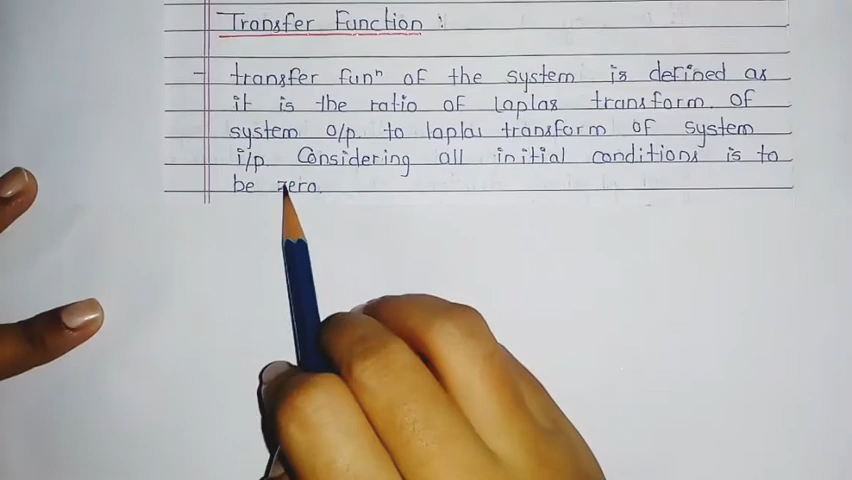 Transfer Function :
- transfer funⁿ of the system is defined as
it is the ratio of laplas transform of
system o/p. to laplas transform of system
i/p. Considering all initial conditions is to
be zero.